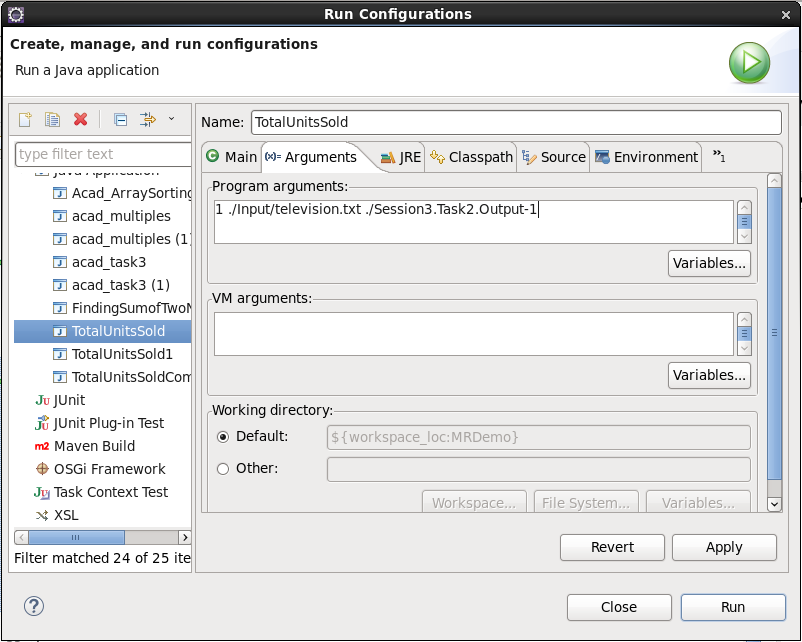 Run Configurations
Create, manage, and run configurations
Run a Java application
type filter text
Java Application
Acad_ArraySorting
acad_multiples
acad_multiples (1)
acad_task3
acad_task3 (1)
FindingSumofTwoN
TotalUnitsSold
TotalUnitsSold1
TotalUnitsSoldCom
JUnit
JUnit Plug-in Test
Maven Build
OSGi Framework
Task Context Test
XSL
Filter matched 24 of 25 ite
Name: TotalUnitsSold
Main (x)= Arguments JRE Classpath Source Environment »1
Program arguments:
1 ./Input/television.txt ./Session3.Task2.Output-1
Variables...
VM arguments:
Variables...
Working directory:
Default: ${workspace_loc:MRDemo}
Other:
Workspace... File System... Variables...
Revert Apply
? Close Run